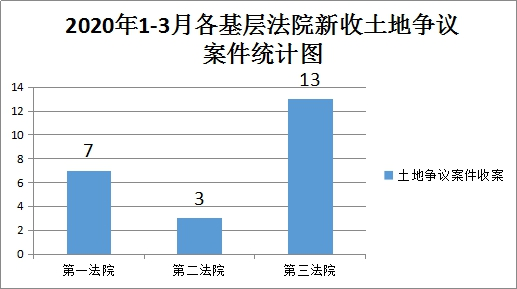 2020年1-3月各基层法院新收土地争议
案件统计图
14
12
10
8
6
4
2
0
7
3
13
第一法院
第二法院
第三法院
土地争议案件收案